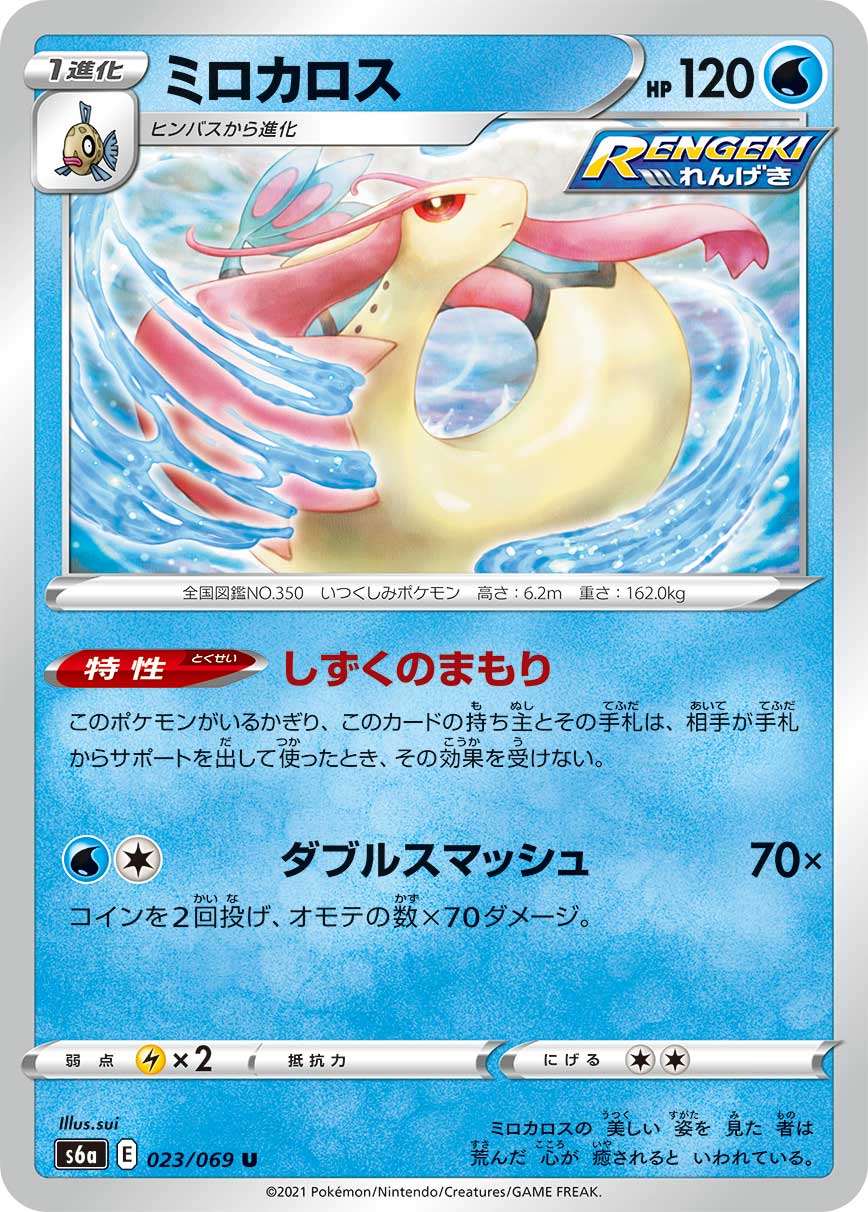 1進化
ミロカロス
HP 120
ヒンバスから進化
RENGEKI
れんげき
全国図鑑NO.350 いつくしみポケモン 高さ：6.2m 重さ：162.0kg
特性 とくせい しずくのまもり
このポケモンがいるかぎり、このカードの持ち主とその手札は、相手が手札
からサポートを出して使ったとき、その効果を受けない。
ダブルスマッシュ 70×
コインを2回投げ、オモテの数×70ダメージ。
弱点 ×2 抵抗力 にげる
Illus.sui
ミロカロスの 美しい 姿を 見た 者は
荒んだ 心が 癒されると いわれている。
s6a E 023/069 U
©2021 Pokémon/Nintendo/Creatures/GAME FREAK.